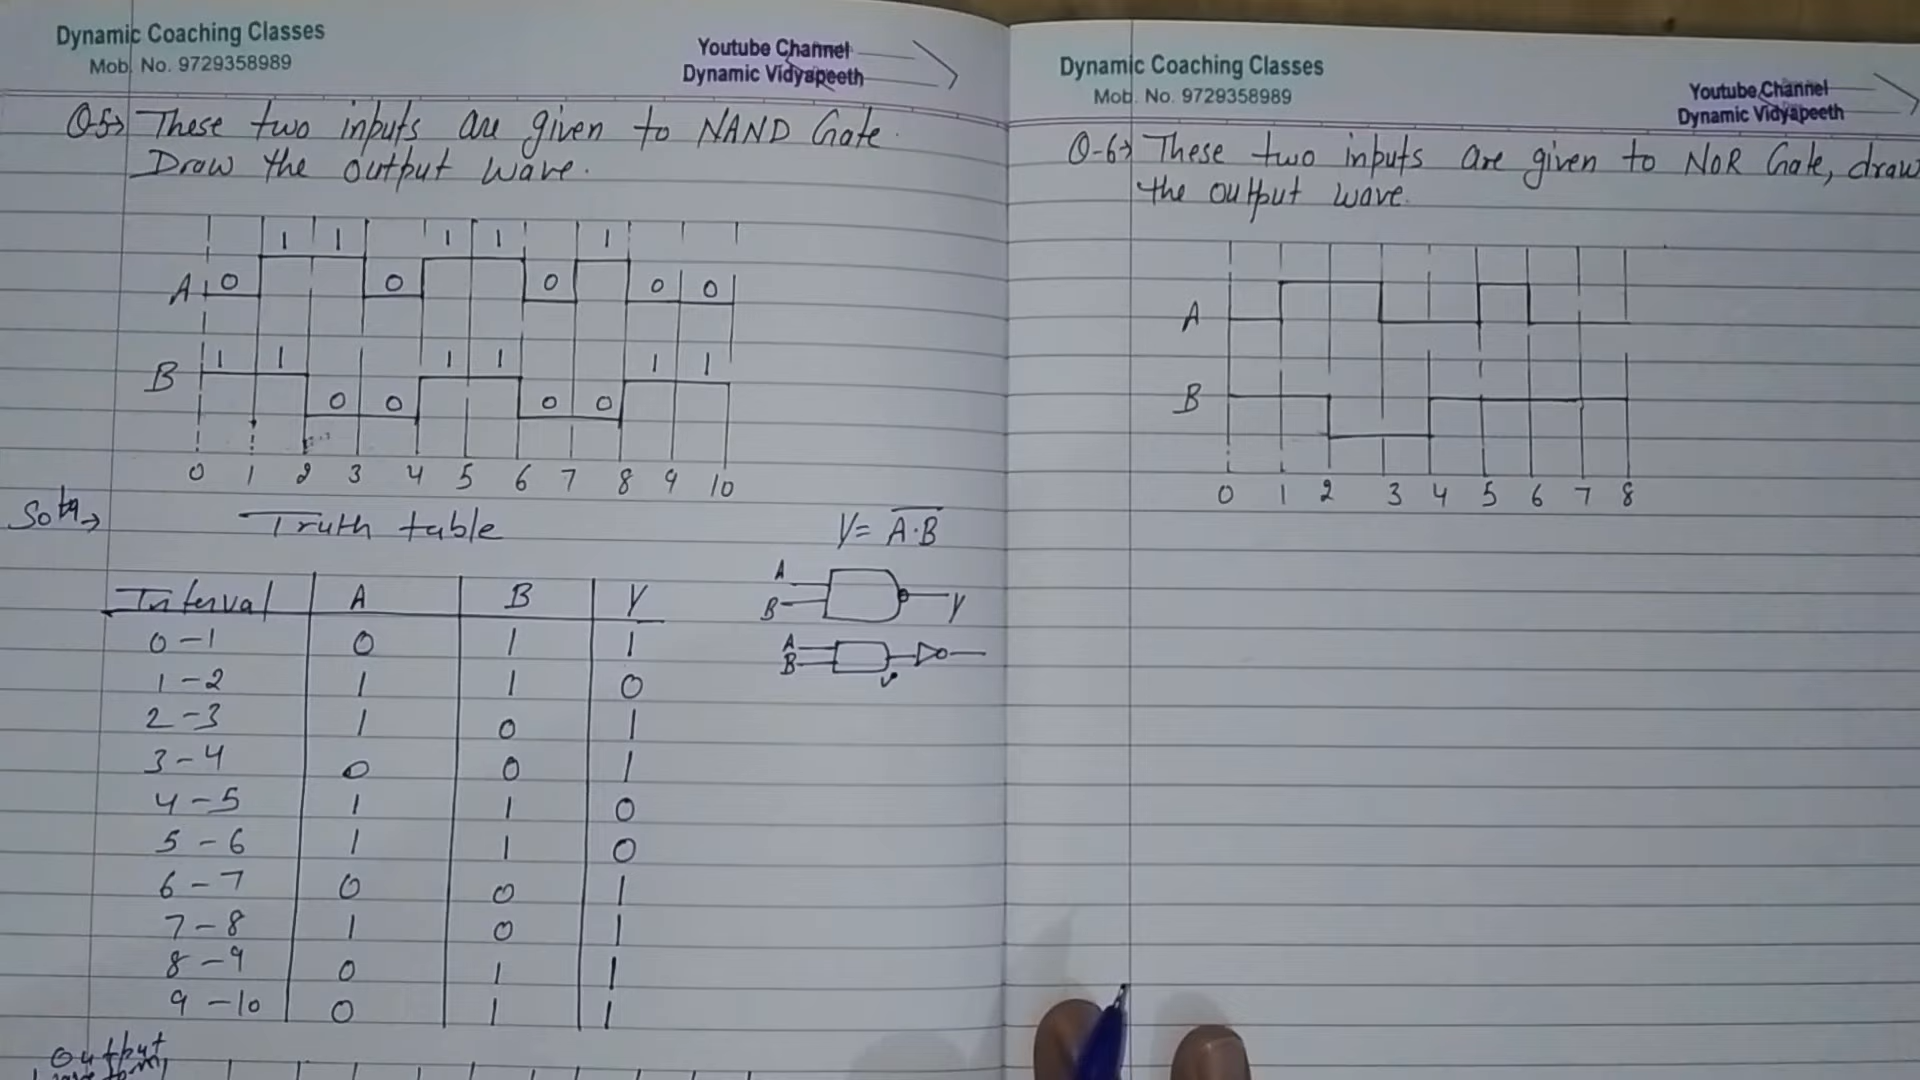 Dynamic Coaching Classes
Mob. No. 9729358989
Youtube Channel
Dynamic Vidyapeeth
Q-5→ These two inputs are given to NAND Gate.
Draw the output wave.
1 1 1 1 1
A 0 0 0 0 0
1 1 1 1 1 1
B 0 0 0 0
0 1 2 3 4 5 6 7 8 9 10
Soln→ Truth table
Y = A·B
A
B Y
A
B
Interval A B Y
0-1 0 1 1
1-2 1 1 0
2-3 1 0 1
3-4 0 0 1
4-5 1 1 0
5-6 1 1 0
6-7 0 0 1
7-8 1 0 1
8-9 0 1 1
9-10 0 1 1
Output
Dynamic Coaching Classes
Mob. No. 9729358989
Youtube Channel
Dynamic Vidyapeeth
Q-6→ These two inputs are given to NOR Gate, draw
the output wave.
A
B
0 1 2 3 4 5 6 7 8